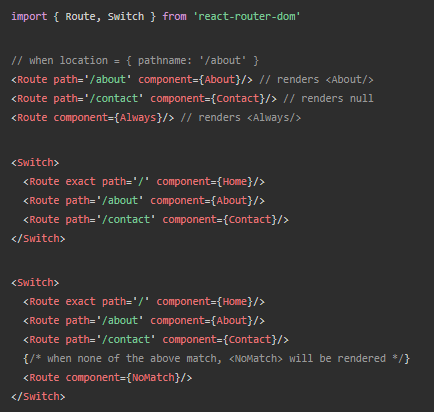 import { Route, Switch } from 'react-router-dom'
// when location = { pathname: '/about' }
<Route path='/about' component={About}/> // renders <About/>
<Route path='/contact' component={Contact}/> // renders null
<Route component={Always}/> // renders <Always/>
<Switch>
  <Route exact path='/' component={Home}/>
  <Route path='/about' component={About}/>
  <Route path='/contact' component={Contact}/>
</Switch>
<Switch>
  <Route exact path='/' component={Home}/>
  <Route path='/about' component={About}/>
  <Route path='/contact' component={Contact}/>
  {/* when none of the above match, <NoMatch> will be rendered */}
  <Route component={NoMatch}/>
</Switch>